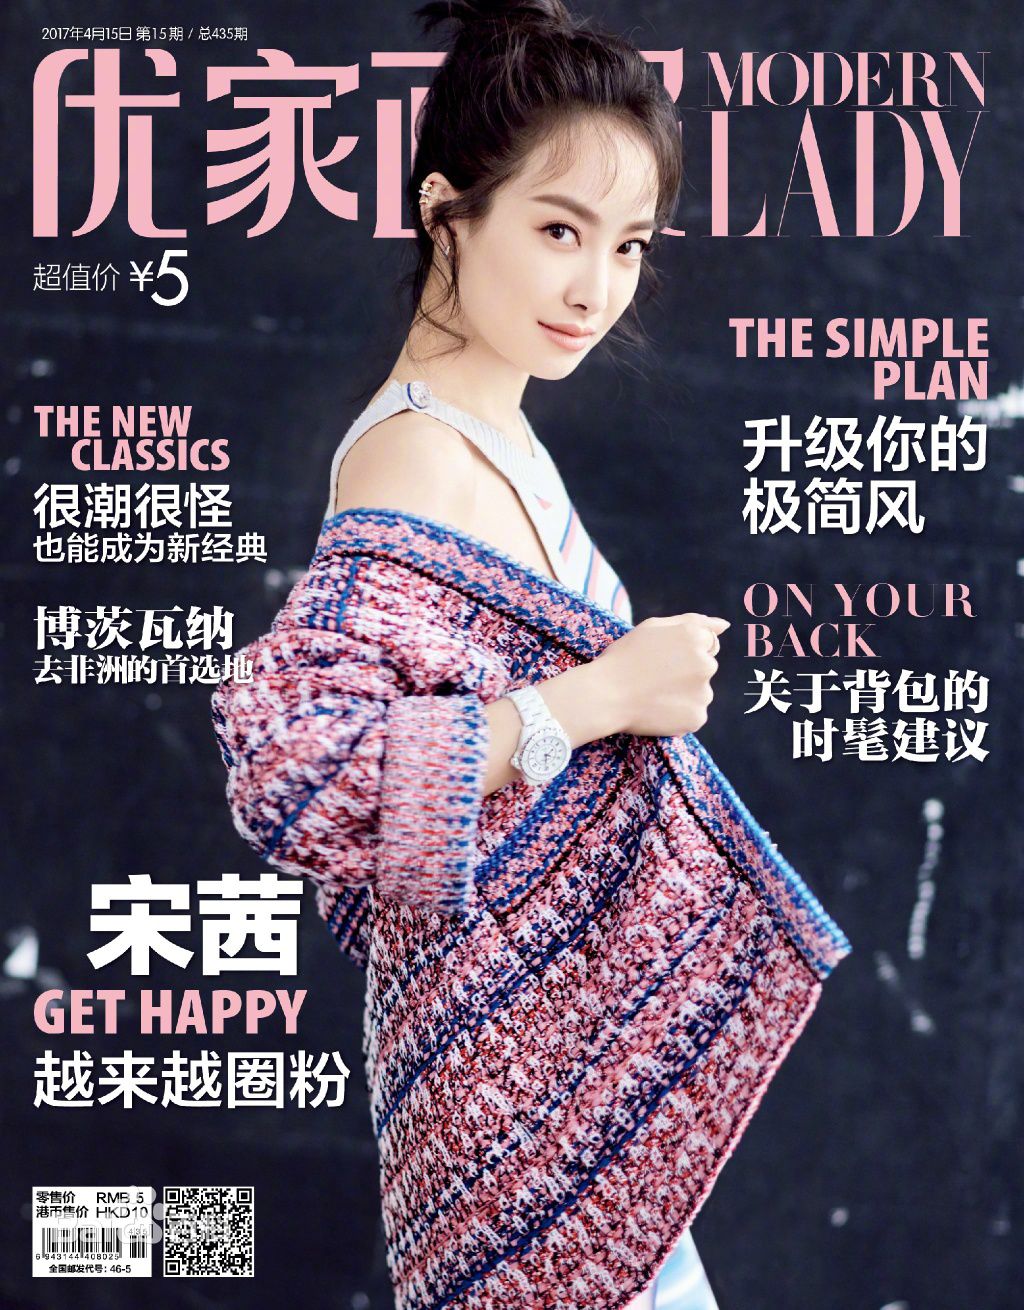 2017年4月15日 第15期 / 总435期
优家画报 MODERN
LADY
超值价 ¥5
THE SIMPLE
PLAN
升级你的
极简风
THE NEW
CLASSICS
很潮很怪
也能成为新经典
ON YOUR
BACK
关于背包的
时髦建议
博茨瓦纳
去非洲的首选地
宋茜
GET HAPPY
越来越圈粉
零售价 RMB 5
港币售价 HKD10
6 943144 408025
全国邮发代号：46-5